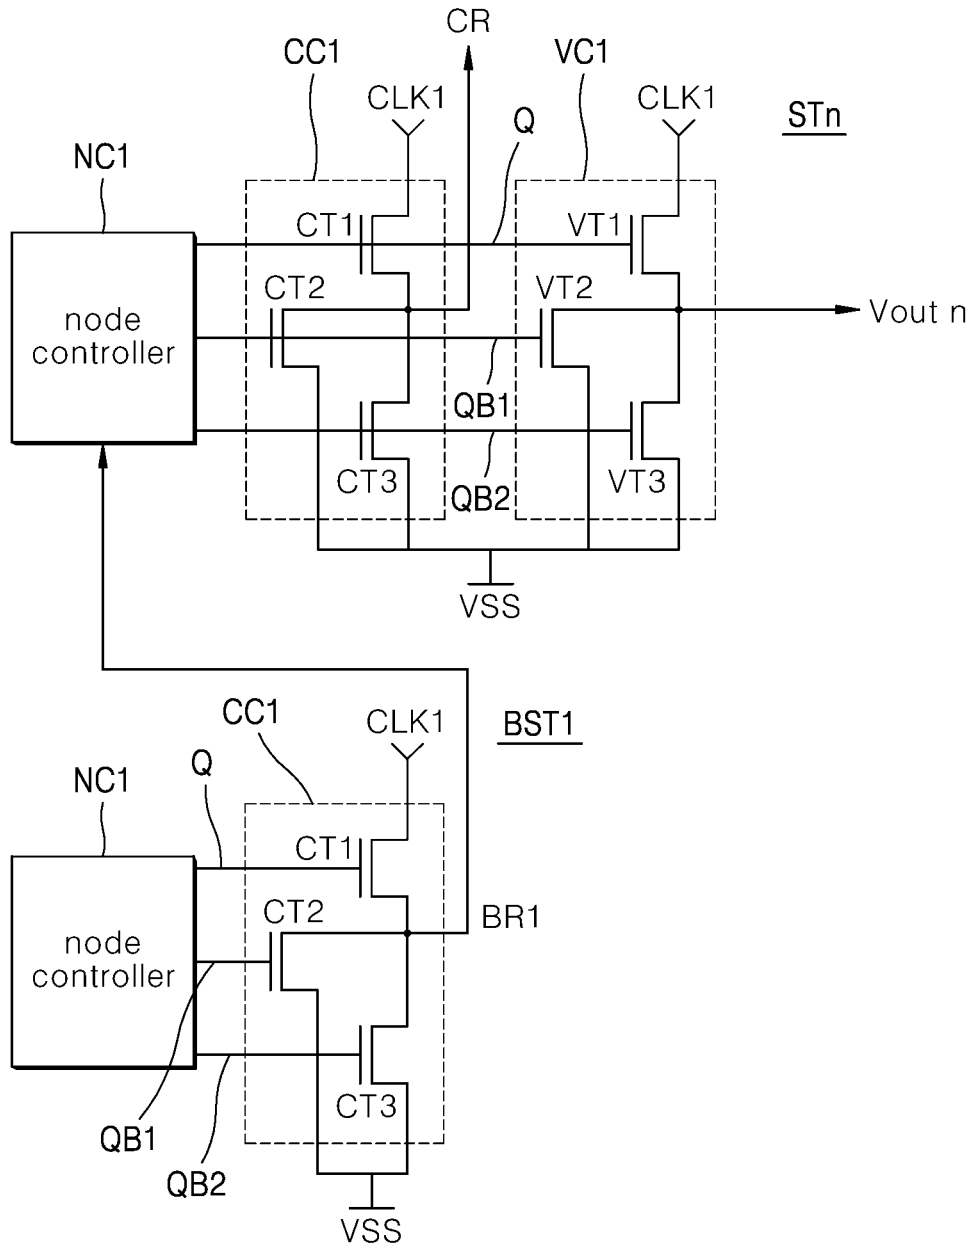 CR
CC1
VC1
CLK1
CLK1
Q
STn
NC1
CT1
VT1
CT2
VT2
node
controller
Vout n
QB1
CT3
QB2
VT3
VSS
CC1
CLK1
BST1
Q
NC1
CT1
CT2
BR1
node
controller
CT3
QB1
QB2
VSS